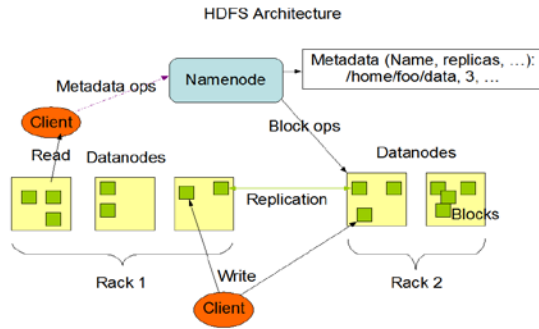 HDFS Architecture
Metadata (Name, replicas, ...):
/home/foo/data, 3, ...
Namenode
Metadata ops
Client
Block ops
Read
Datanodes
Datanodes
Replication
Blocks
Rack 1
Write
Rack 2
Client